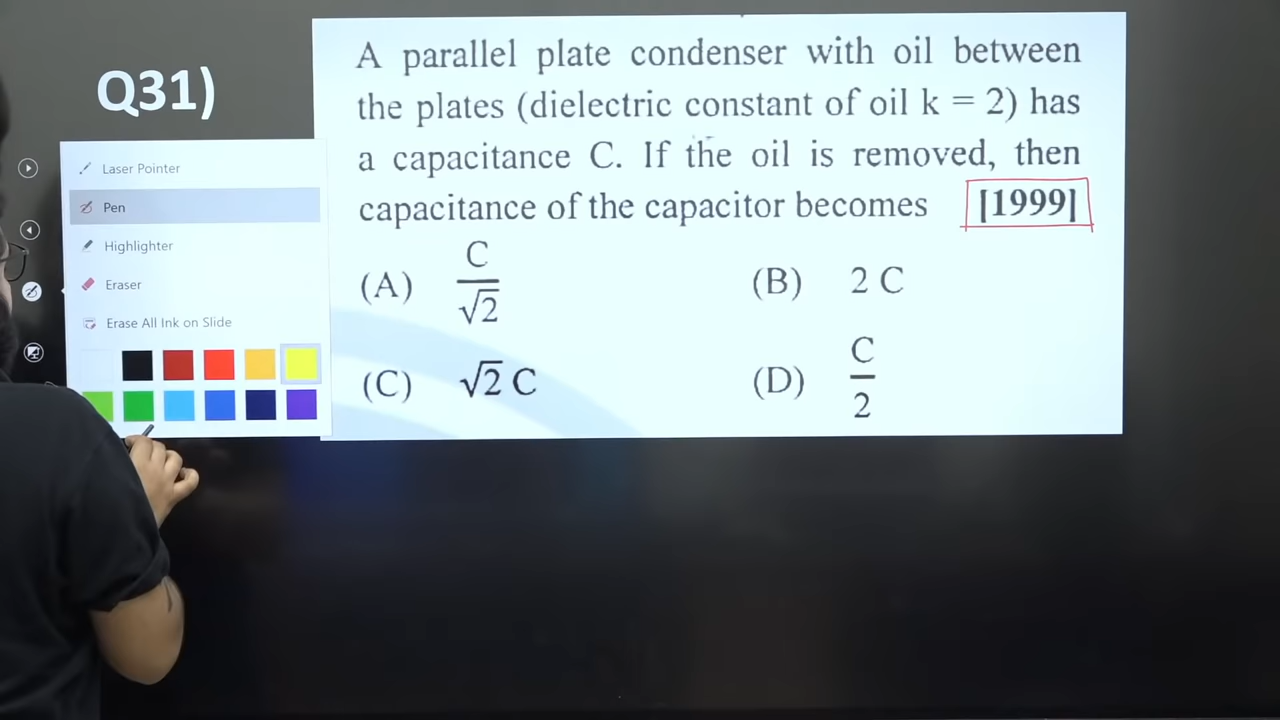 Q31)
A parallel plate condenser with oil between
the plates (dielectric constant of oil k = 2) has
a capacitance C. If the oil is removed, then
capacitance of the capacitor becomes [1999]
(A) C/√2
(B) 2 C
(C) √2 C
(D) C/2
Laser Pointer
Pen
Highlighter
Eraser
Erase All Ink on Slide